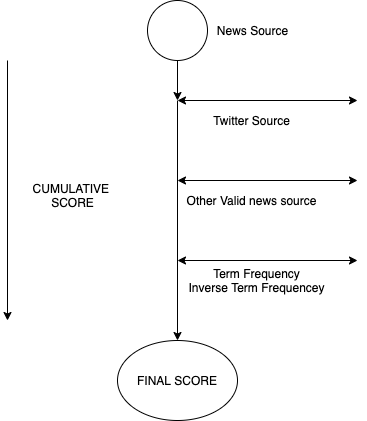 News Source
Twitter Source
CUMULATIVE
SCORE
Other Valid news source
Term Frequency
Inverse Term Frequencey
FINAL SCORE